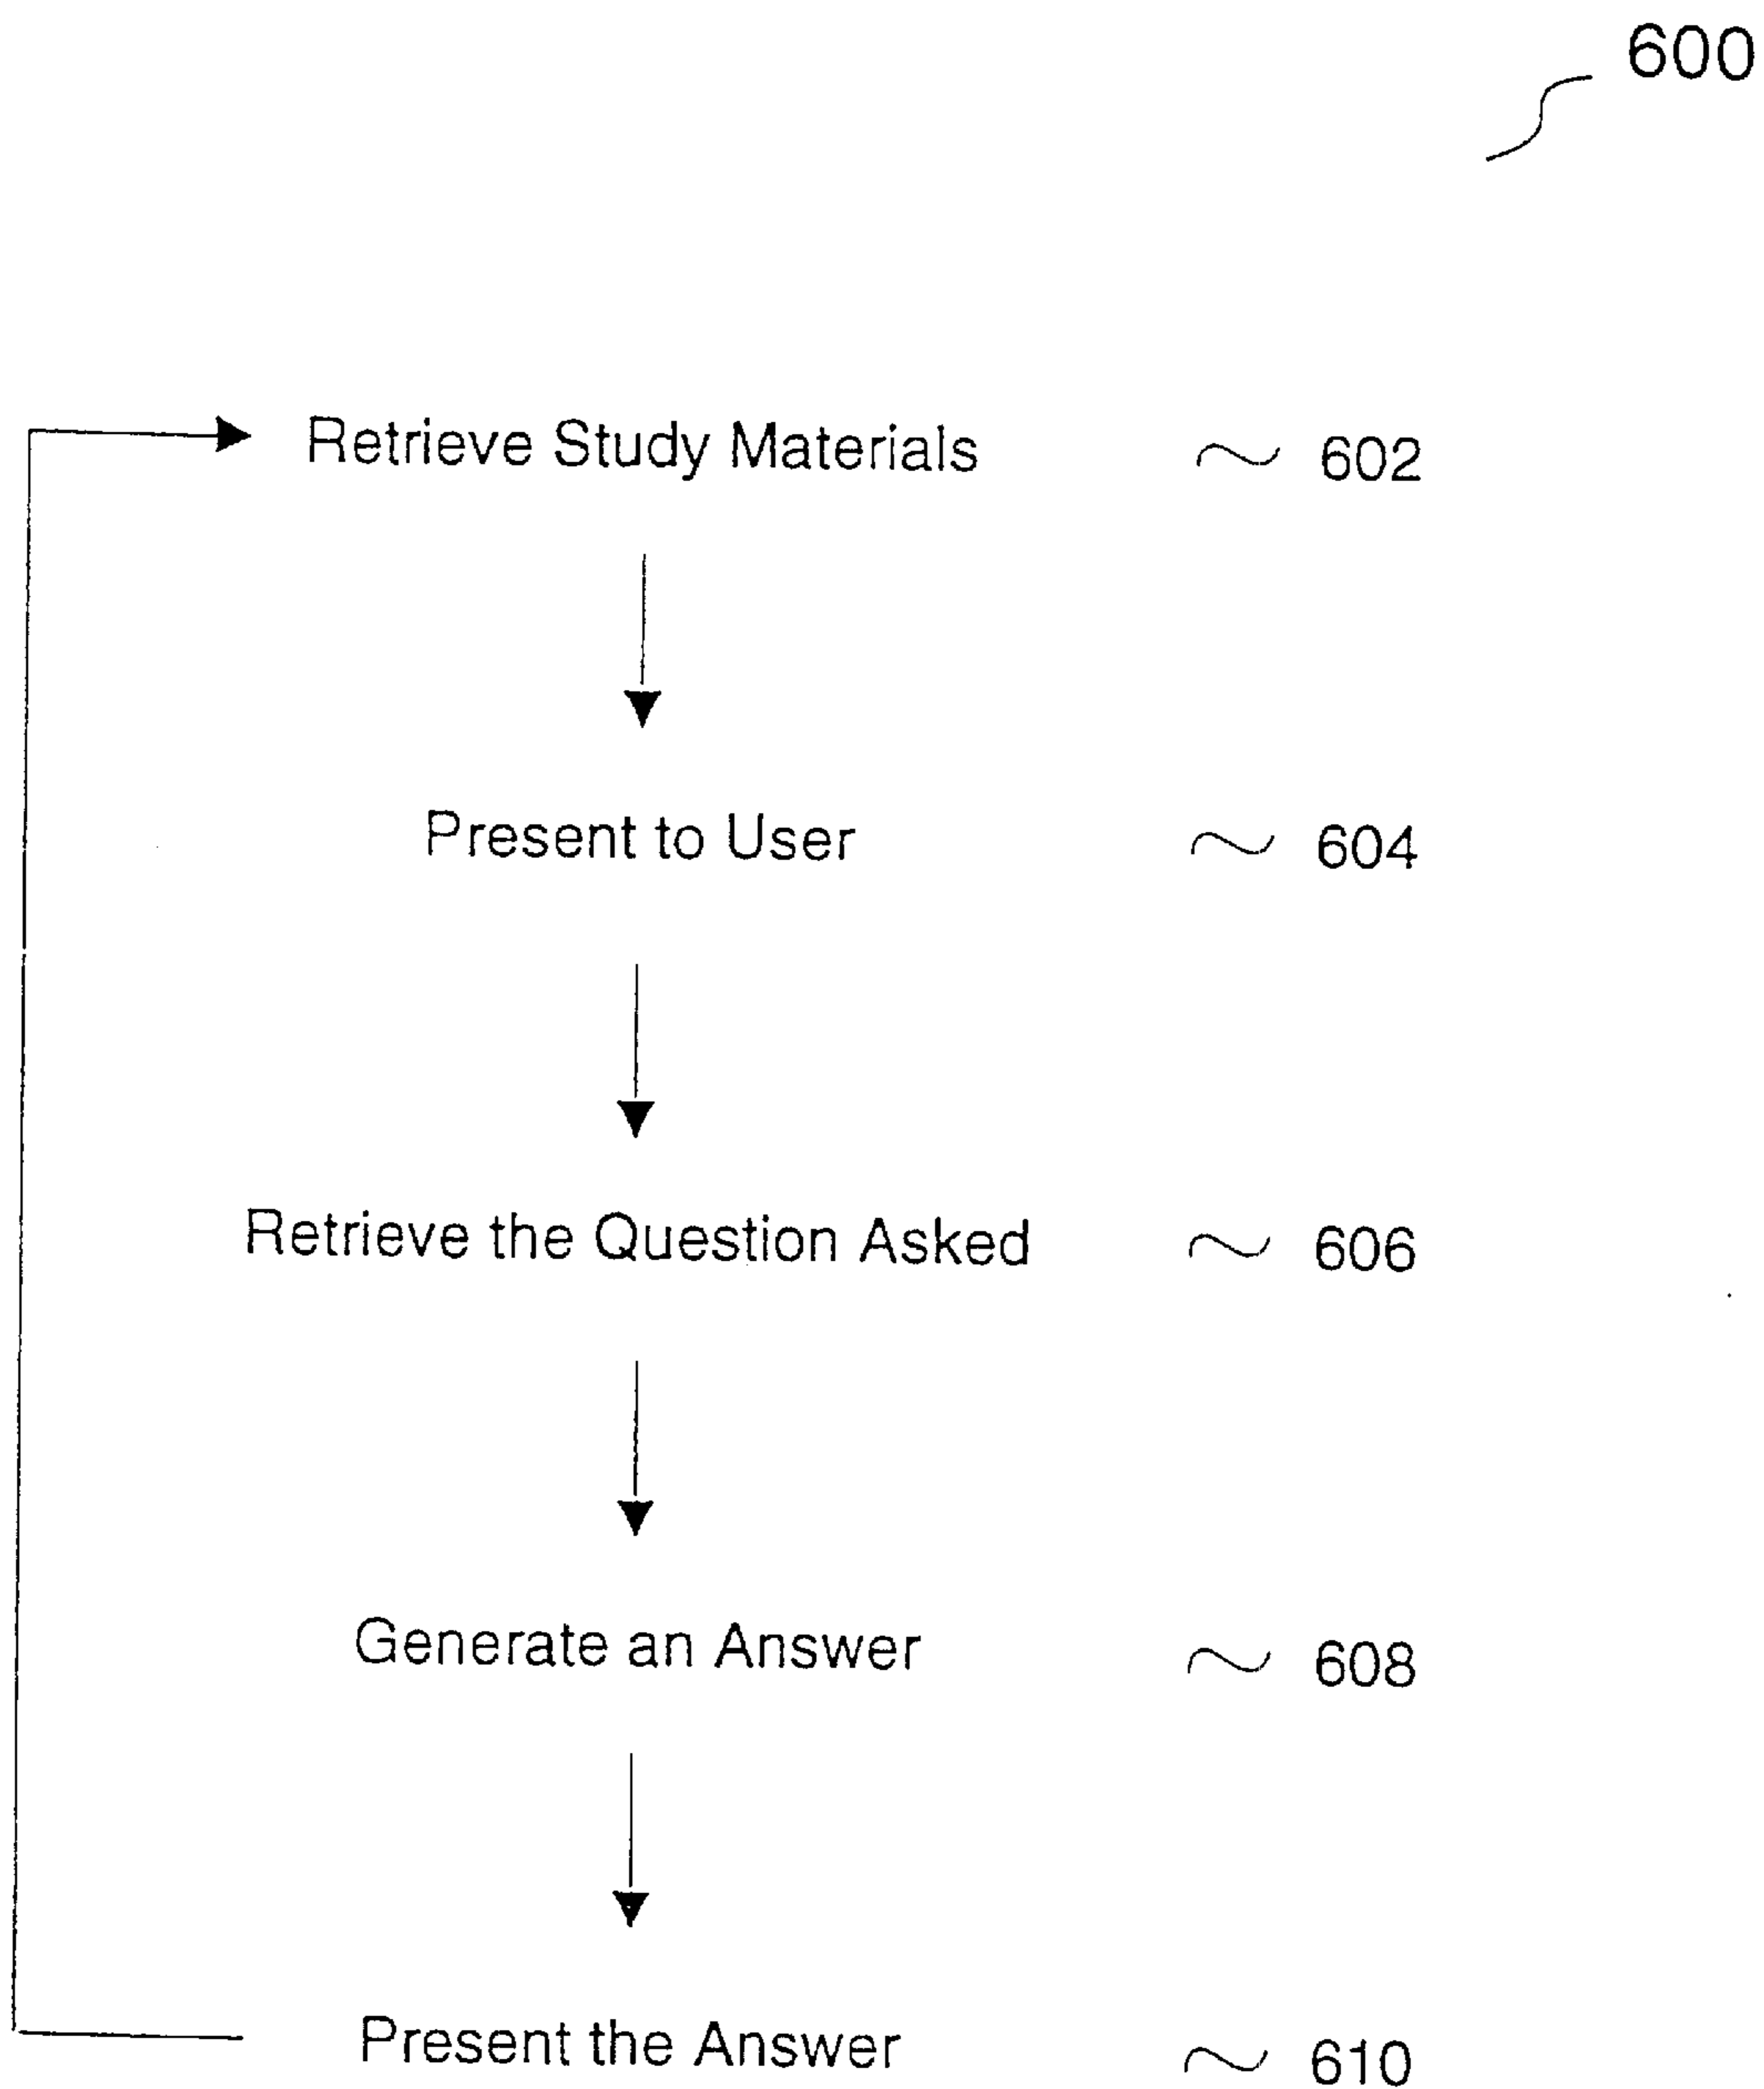 600
Retrieve Study Materials 602
Present to User 604
Retrieve the Question Asked 606
Generate an Answer 608
Present the Answer 610